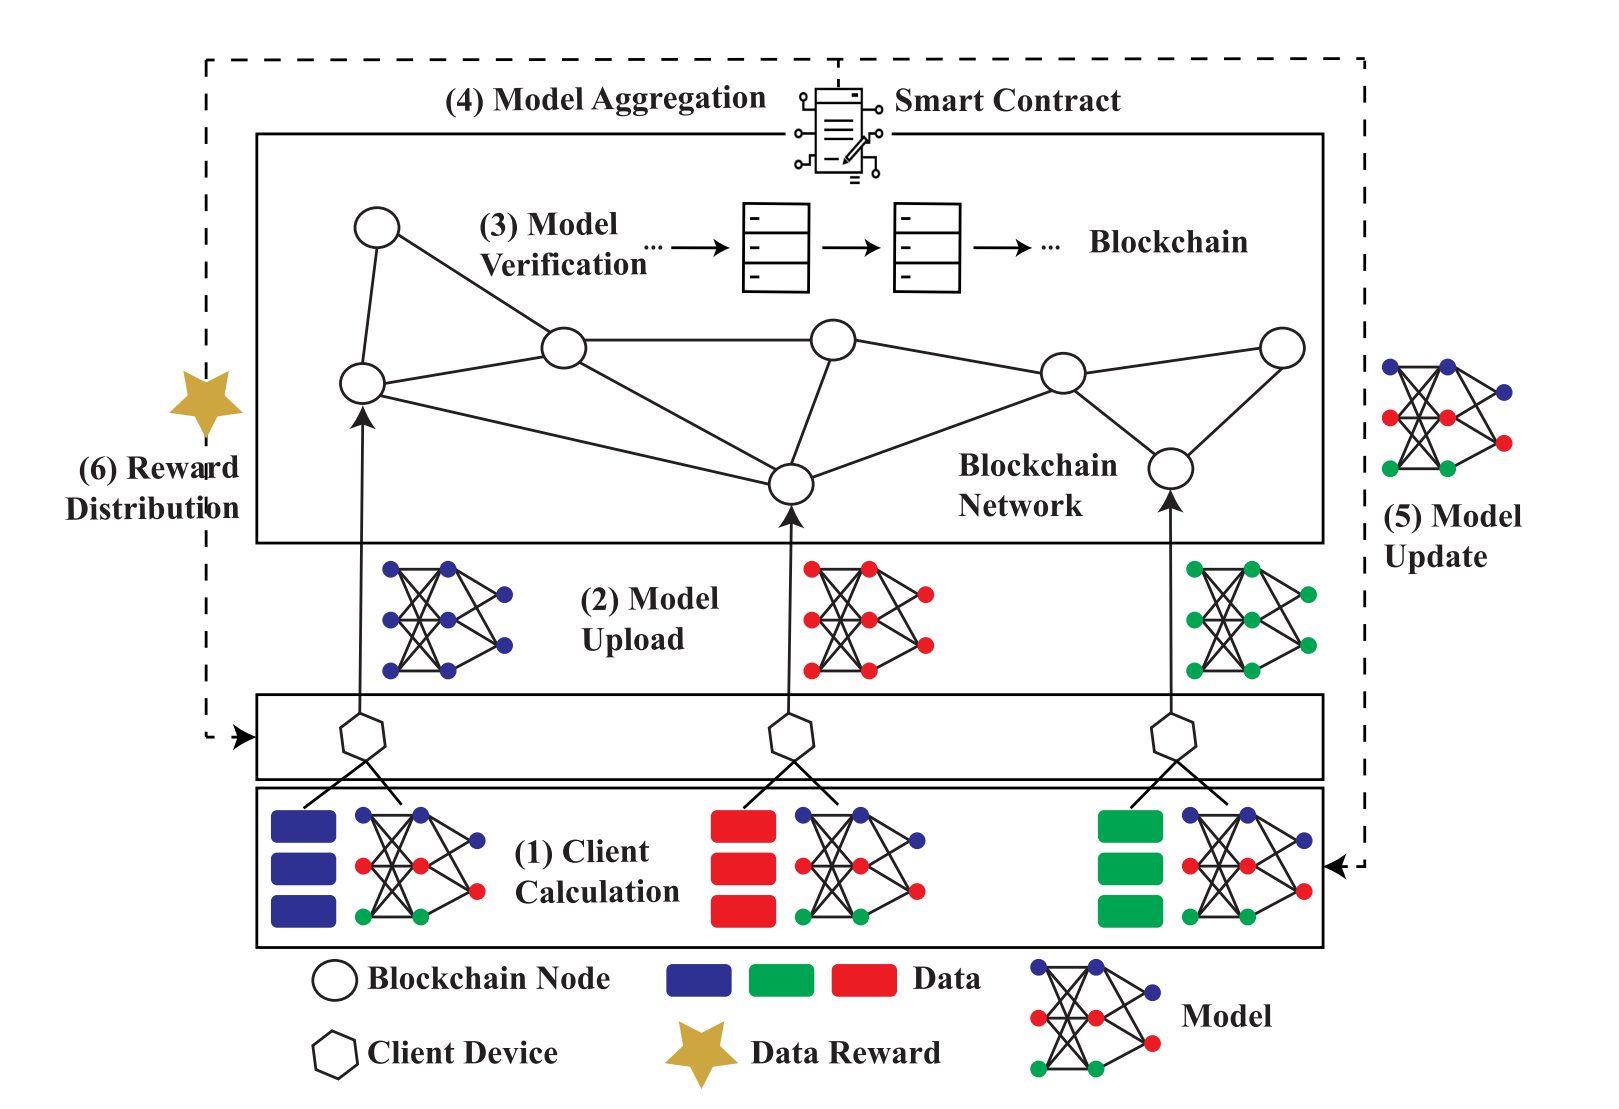 (4) Model Aggregation
Smart Contract
(3) Model
Verification
...
...
Blockchain
(6) Reward
Distribution
Blockchain
Network
(5) Model
Update
(2) Model
Upload
(1) Client
Calculation
Blockchain Node
Data
Model
Client Device
Data Reward